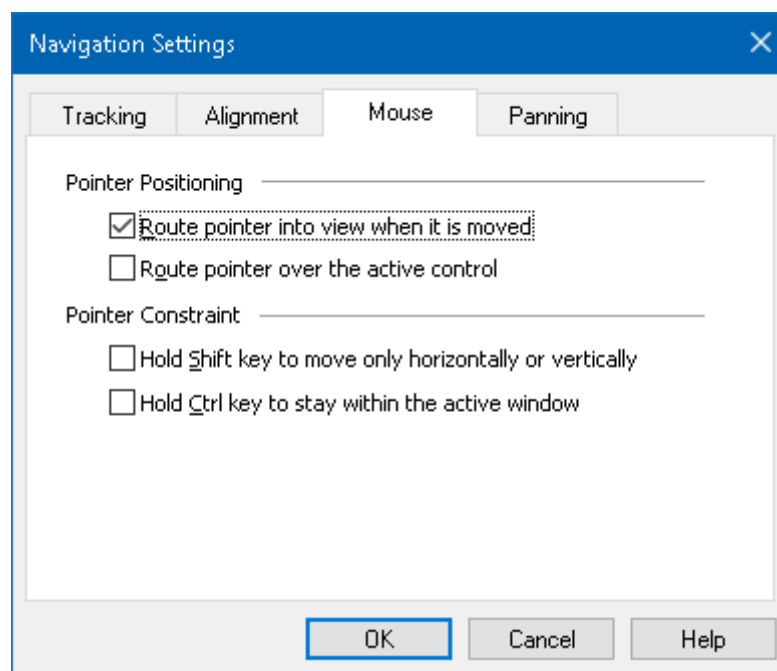 Navigation Settings
Tracking Alignment Mouse Panning
Pointer Positioning
Route pointer into view when it is moved
Route pointer over the active control
Pointer Constraint
Hold Shift key to move only horizontally or vertically
Hold Ctrl key to stay within the active window
OK Cancel Help